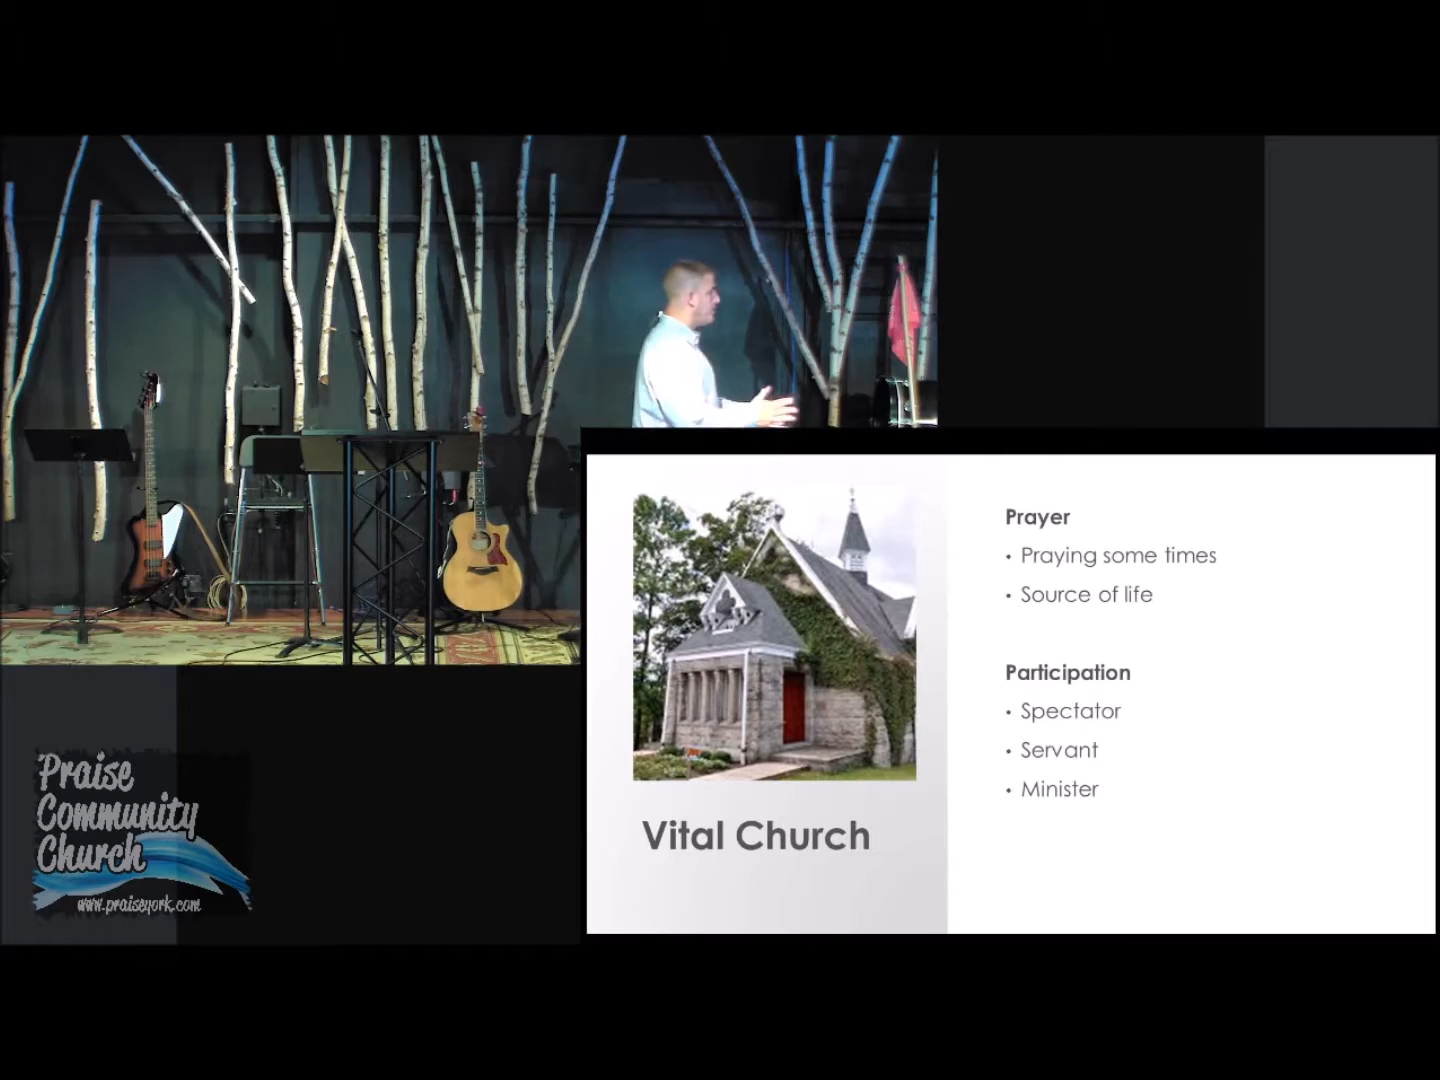 Prayer
• Praying some times
• Source of life
Participation
• Spectator
• Servant
• Minister
Vital Church
Praise
Community
Church
www.praiseyork.com